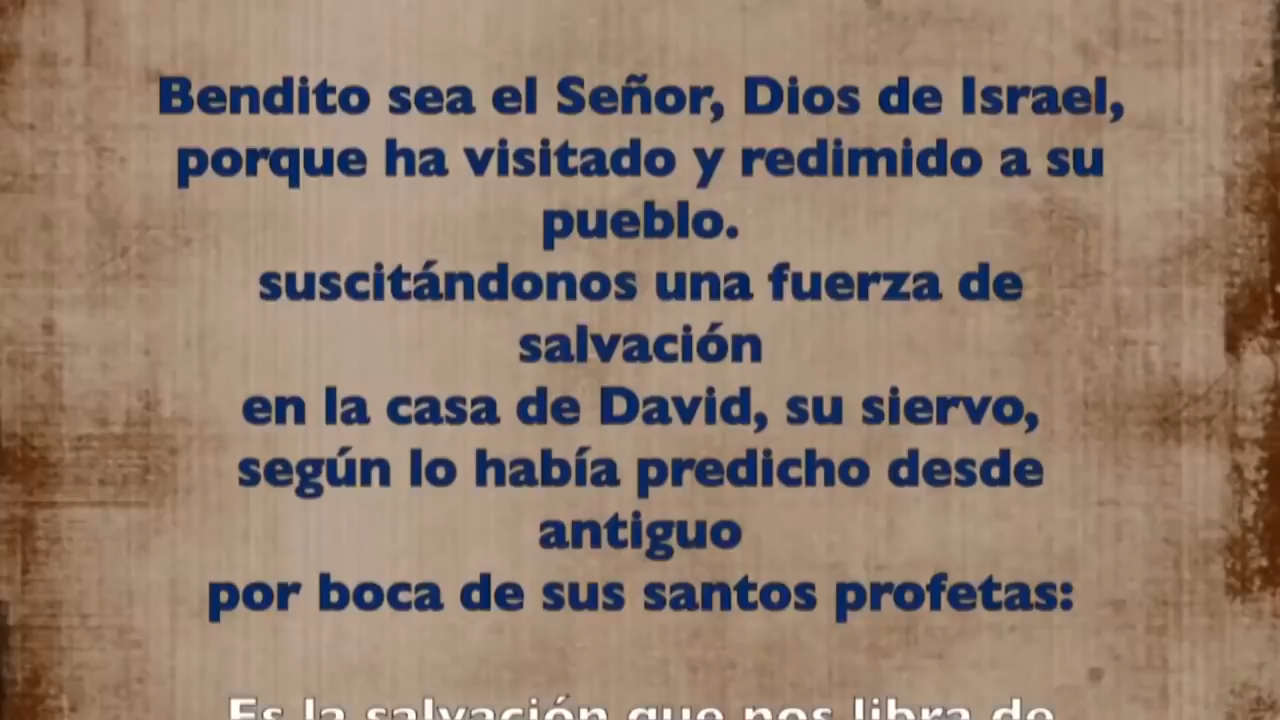 Bendito sea el Señor, Dios de Israel,
porque ha visitado y redimido a su
pueblo.
suscitándonos una fuerza de
salvación
en la casa de David, su siervo,
según lo había predicho desde
antiguo
por boca de sus santos profetas:
Es la salvación que nos libra de